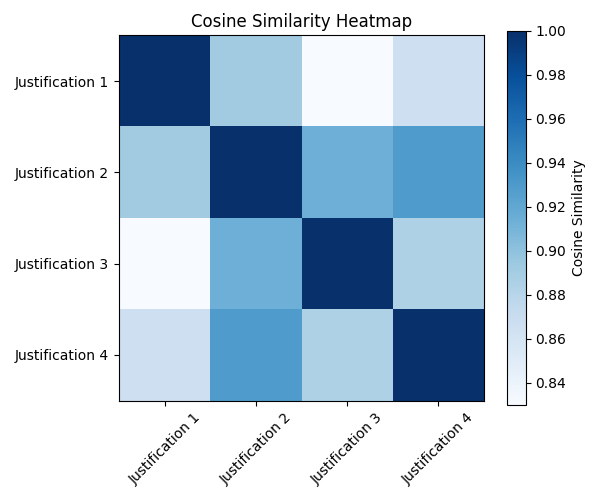 Cosine Similarity Heatmap
Justification 1
Justification 2
Justification 3
Justification 4
Justification 1
Justification 2
Justification 3
Justification 4
1.00
0.98
0.96
0.94
0.92
0.90
0.88
0.86
0.84
Cosine Similarity